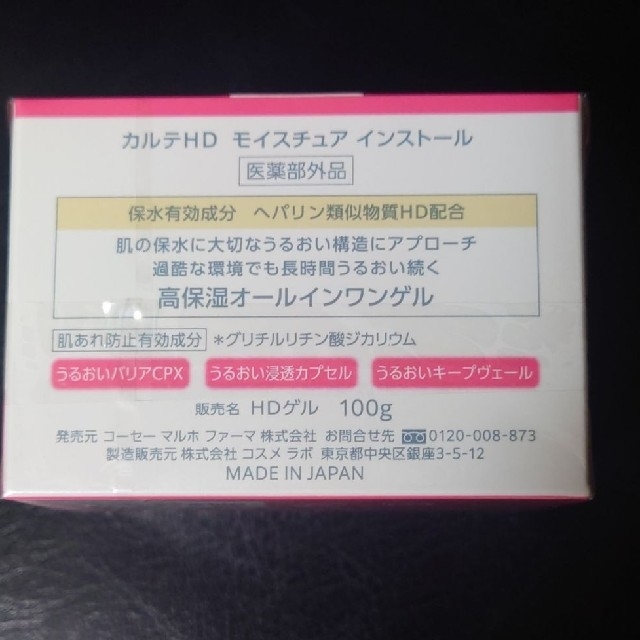 カルテHD モイスチュア インストール
医薬部外品
保水有効成分 ヘパリン類似物質HD配合
肌の保水に大切なうるおい構造にアプローチ
過酷な環境でも長時間うるおい続く
高保湿オールインワンゲル
肌あれ防止有効成分 *グリチルリチン酸ジカリウム
うるおいバリアCPX うるおい浸透カプセル うるおいキープヴェール
販売名 HDゲル 100g
発売元 コーセー マルホ ファーマ 株式会社 お問合せ先 0120-008-873
製造販売元 株式会社 コスメ ラボ 東京都中央区銀座3-5-12
MADE IN JAPAN